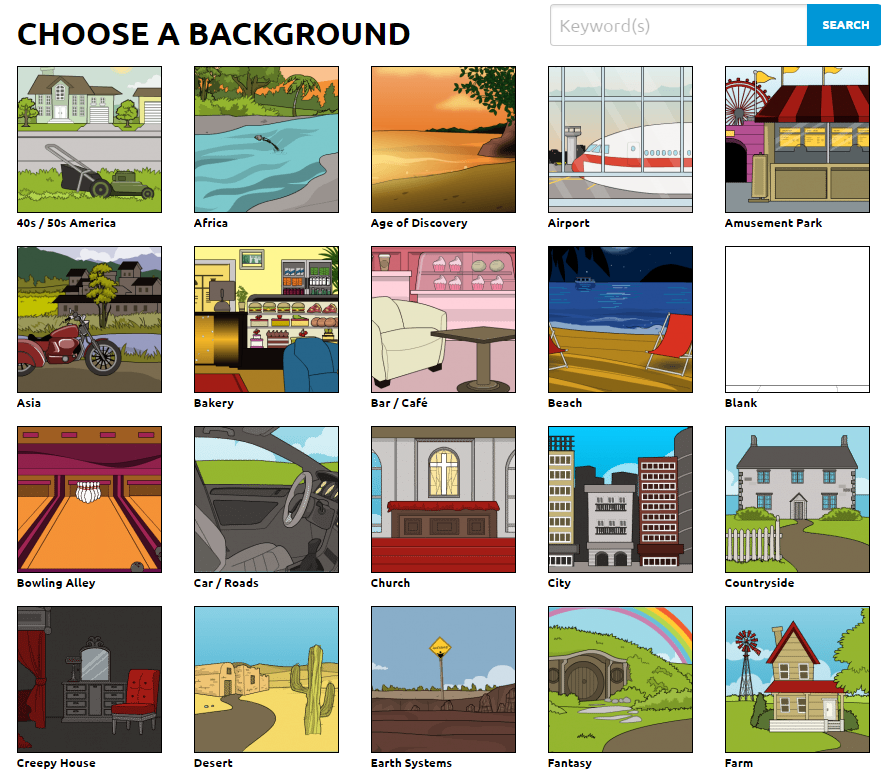 CHOOSE A BACKGROUND
Keyword(s)
SEARCH
40s / 50s America
Africa
Age of Discovery
Airport
Amusement Park
Asia
Bakery
Bar / Café
Beach
Blank
Bowling Alley
Car / Roads
Church
City
Countryside
Creepy House
Desert
Earth Systems
Fantasy
Farm